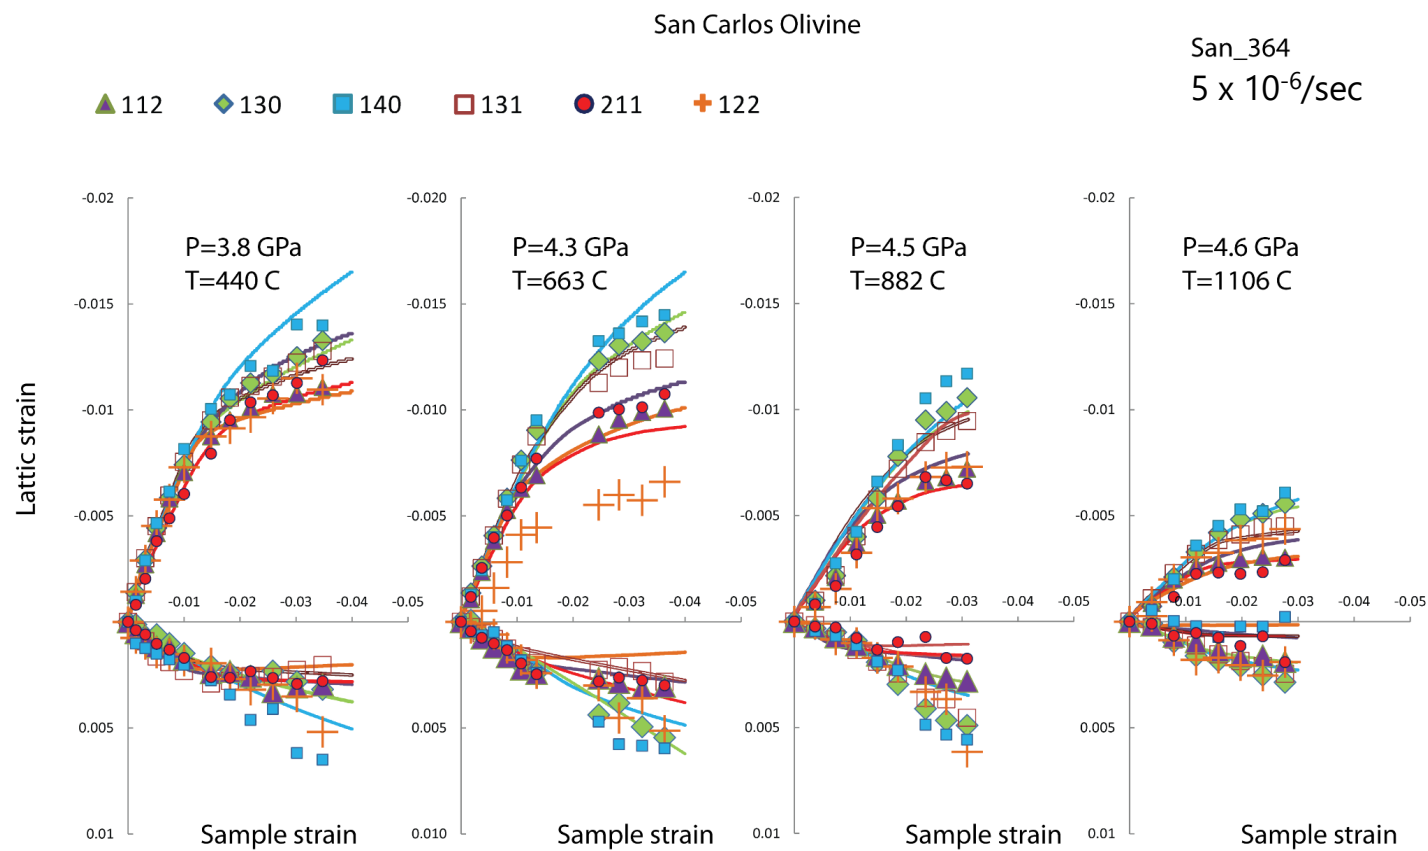 San Carlos Olivine
San_364
5 x 10-6/sec
112 130 140 131 211 122
Lattic strain
-0.02
-0.015
-0.01
-0.005
0.005
0.01
P=3.8 GPa
T=440 C
-0.01 -0.02 -0.03 -0.04 -0.05
Sample strain
-0.020
-0.015
-0.010
-0.005
0.005
0.010
P=4.3 GPa
T=663 C
-0.01 -0.02 -0.03 -0.04 -0.05
Sample strain
-0.02
-0.015
-0.01
-0.005
0.005
0.01
P=4.5 GPa
T=882 C
-0.01 -0.02 -0.03 -0.04 -0.05
Sample strain
-0.02
-0.015
-0.01
-0.005
0.005
0.01
P=4.6 GPa
T=1106 C
-0.01 -0.02 -0.03 -0.04 -0.05
Sample strain